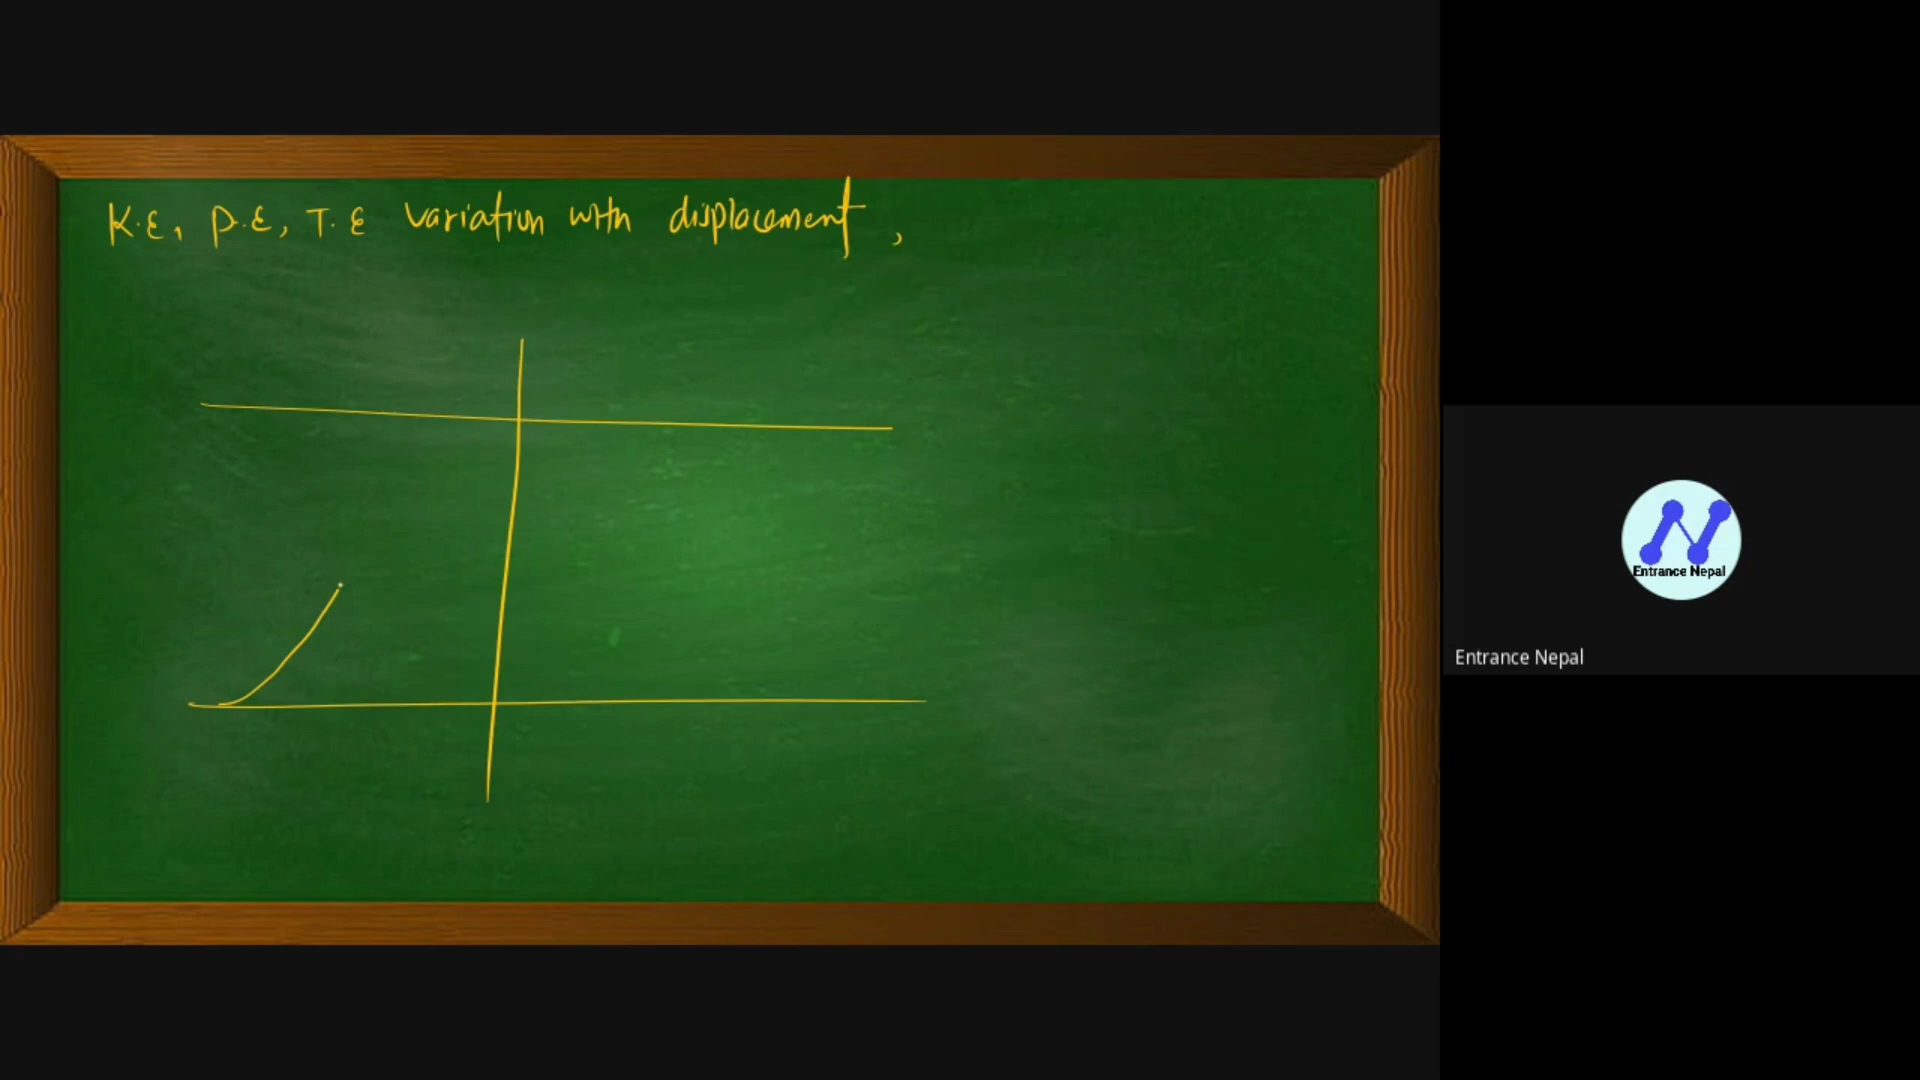 K.E, P.E, T.E variation with displacement,
Entrance Nepal
Entrance Nepal